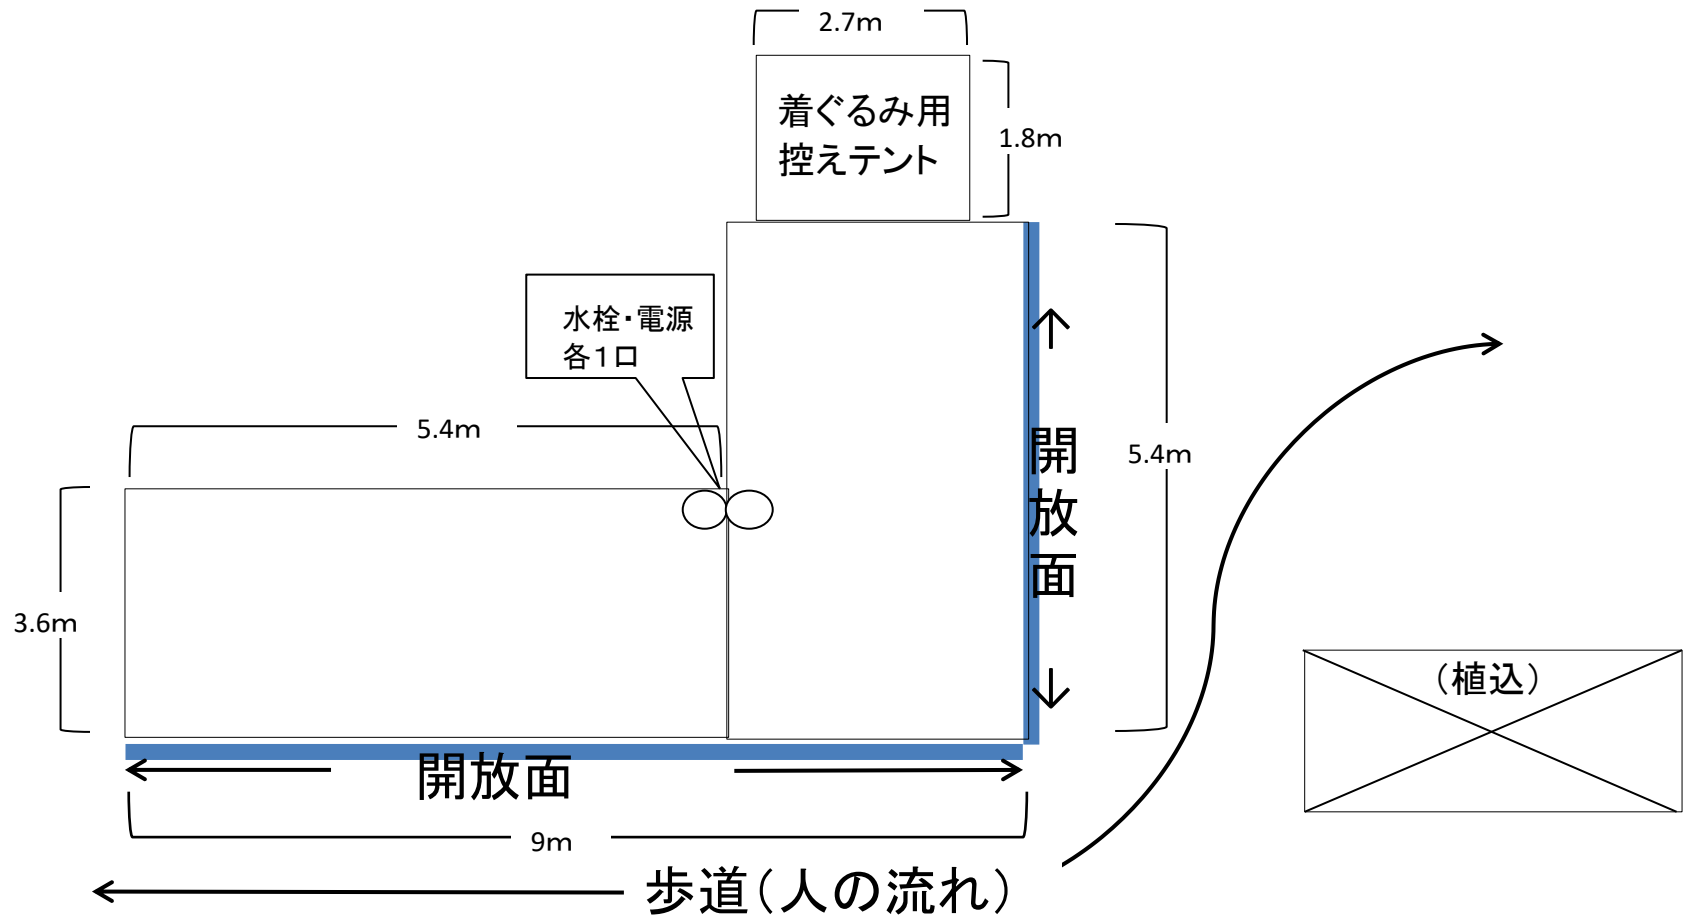 2.7m
着ぐるみ用
控えテント
1.8m
水栓・電源
各1口
5.4m
開放面
5.4m
3.6m
(植込)
開放面
9m
歩道(人の流れ)